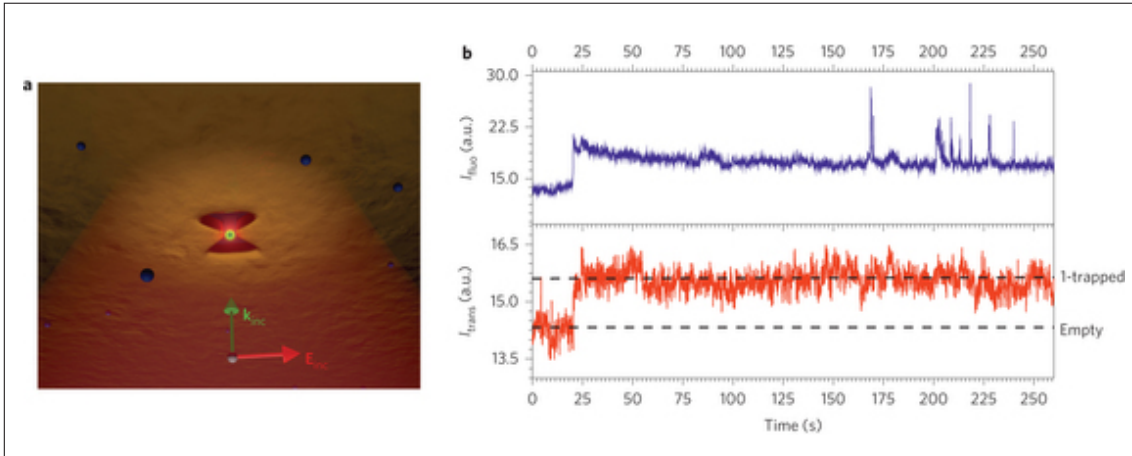 a
k_inc
E_inc
b
0 25 50 75 100 125 150 175 200 225 250
30.0
22.5
15.0
I_fluo (a.u.)
16.5
15.0
13.5
I_trans (a.u.)
1-trapped
Empty
0 25 50 75 100 125 150 175 200 225 250
Time (s)